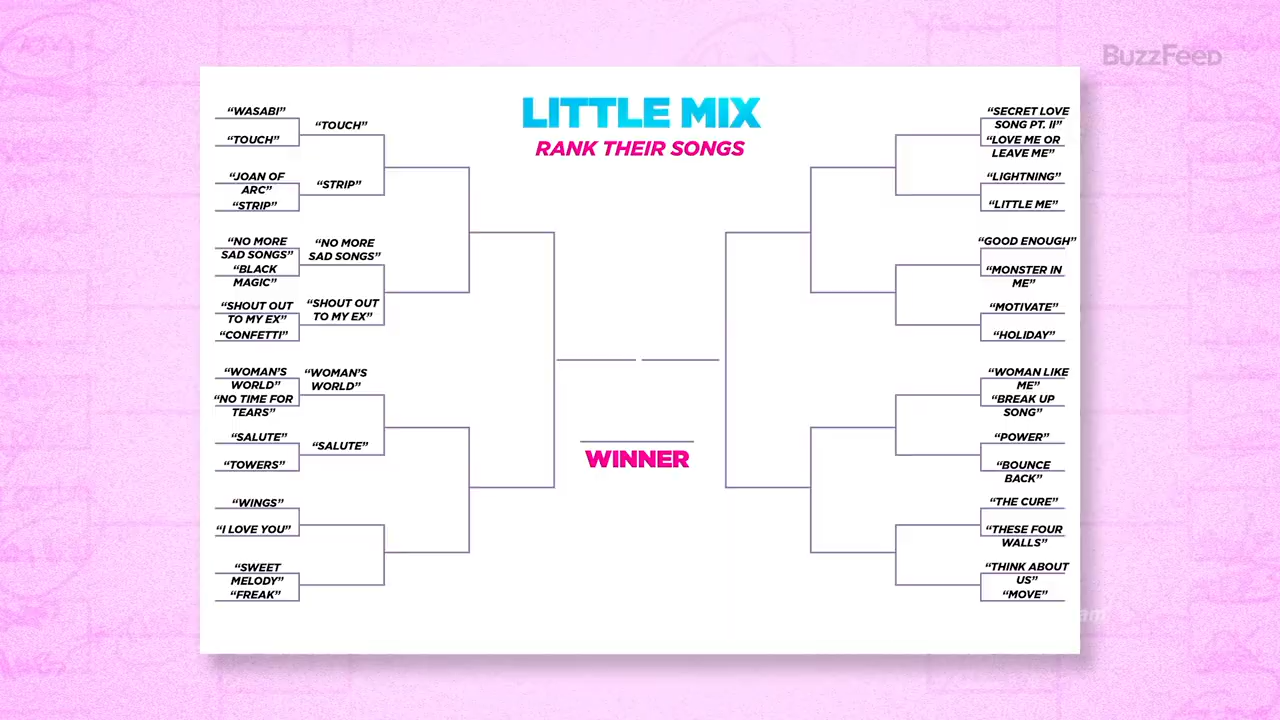 BuzzFeed
LITTLE MIX
RANK THEIR SONGS
“WASABI”
“TOUCH”
“JOAN OF
ARC”
“STRIP”
“NO MORE
SAD SONGS”
“BLACK
MAGIC”
“SHOUT OUT
TO MY EX”
“CONFETTI”
“WOMAN’S
WORLD”
“NO TIME FOR
TEARS”
“SALUTE”
“TOWERS”
“WINGS”
“I LOVE YOU”
“SWEET
MELODY”
“FREAK”
“TOUCH”
“STRIP”
“NO MORE
SAD SONGS”
“SHOUT OUT
TO MY EX”
“WOMAN’S
WORLD”
“SALUTE”
WINNER
“SECRET LOVE
SONG PT. II”
“LOVE ME OR
LEAVE ME”
“LIGHTNING”
“LITTLE ME”
“GOOD ENOUGH”
“MONSTER IN
ME”
“MOTIVATE”
“HOLIDAY”
“WOMAN LIKE
ME”
“BREAK UP
SONG”
“POWER”
“BOUNCE
BACK”
“THE CURE”
“THESE FOUR
WALLS”
“THINK ABOUT
US”
“MOVE”